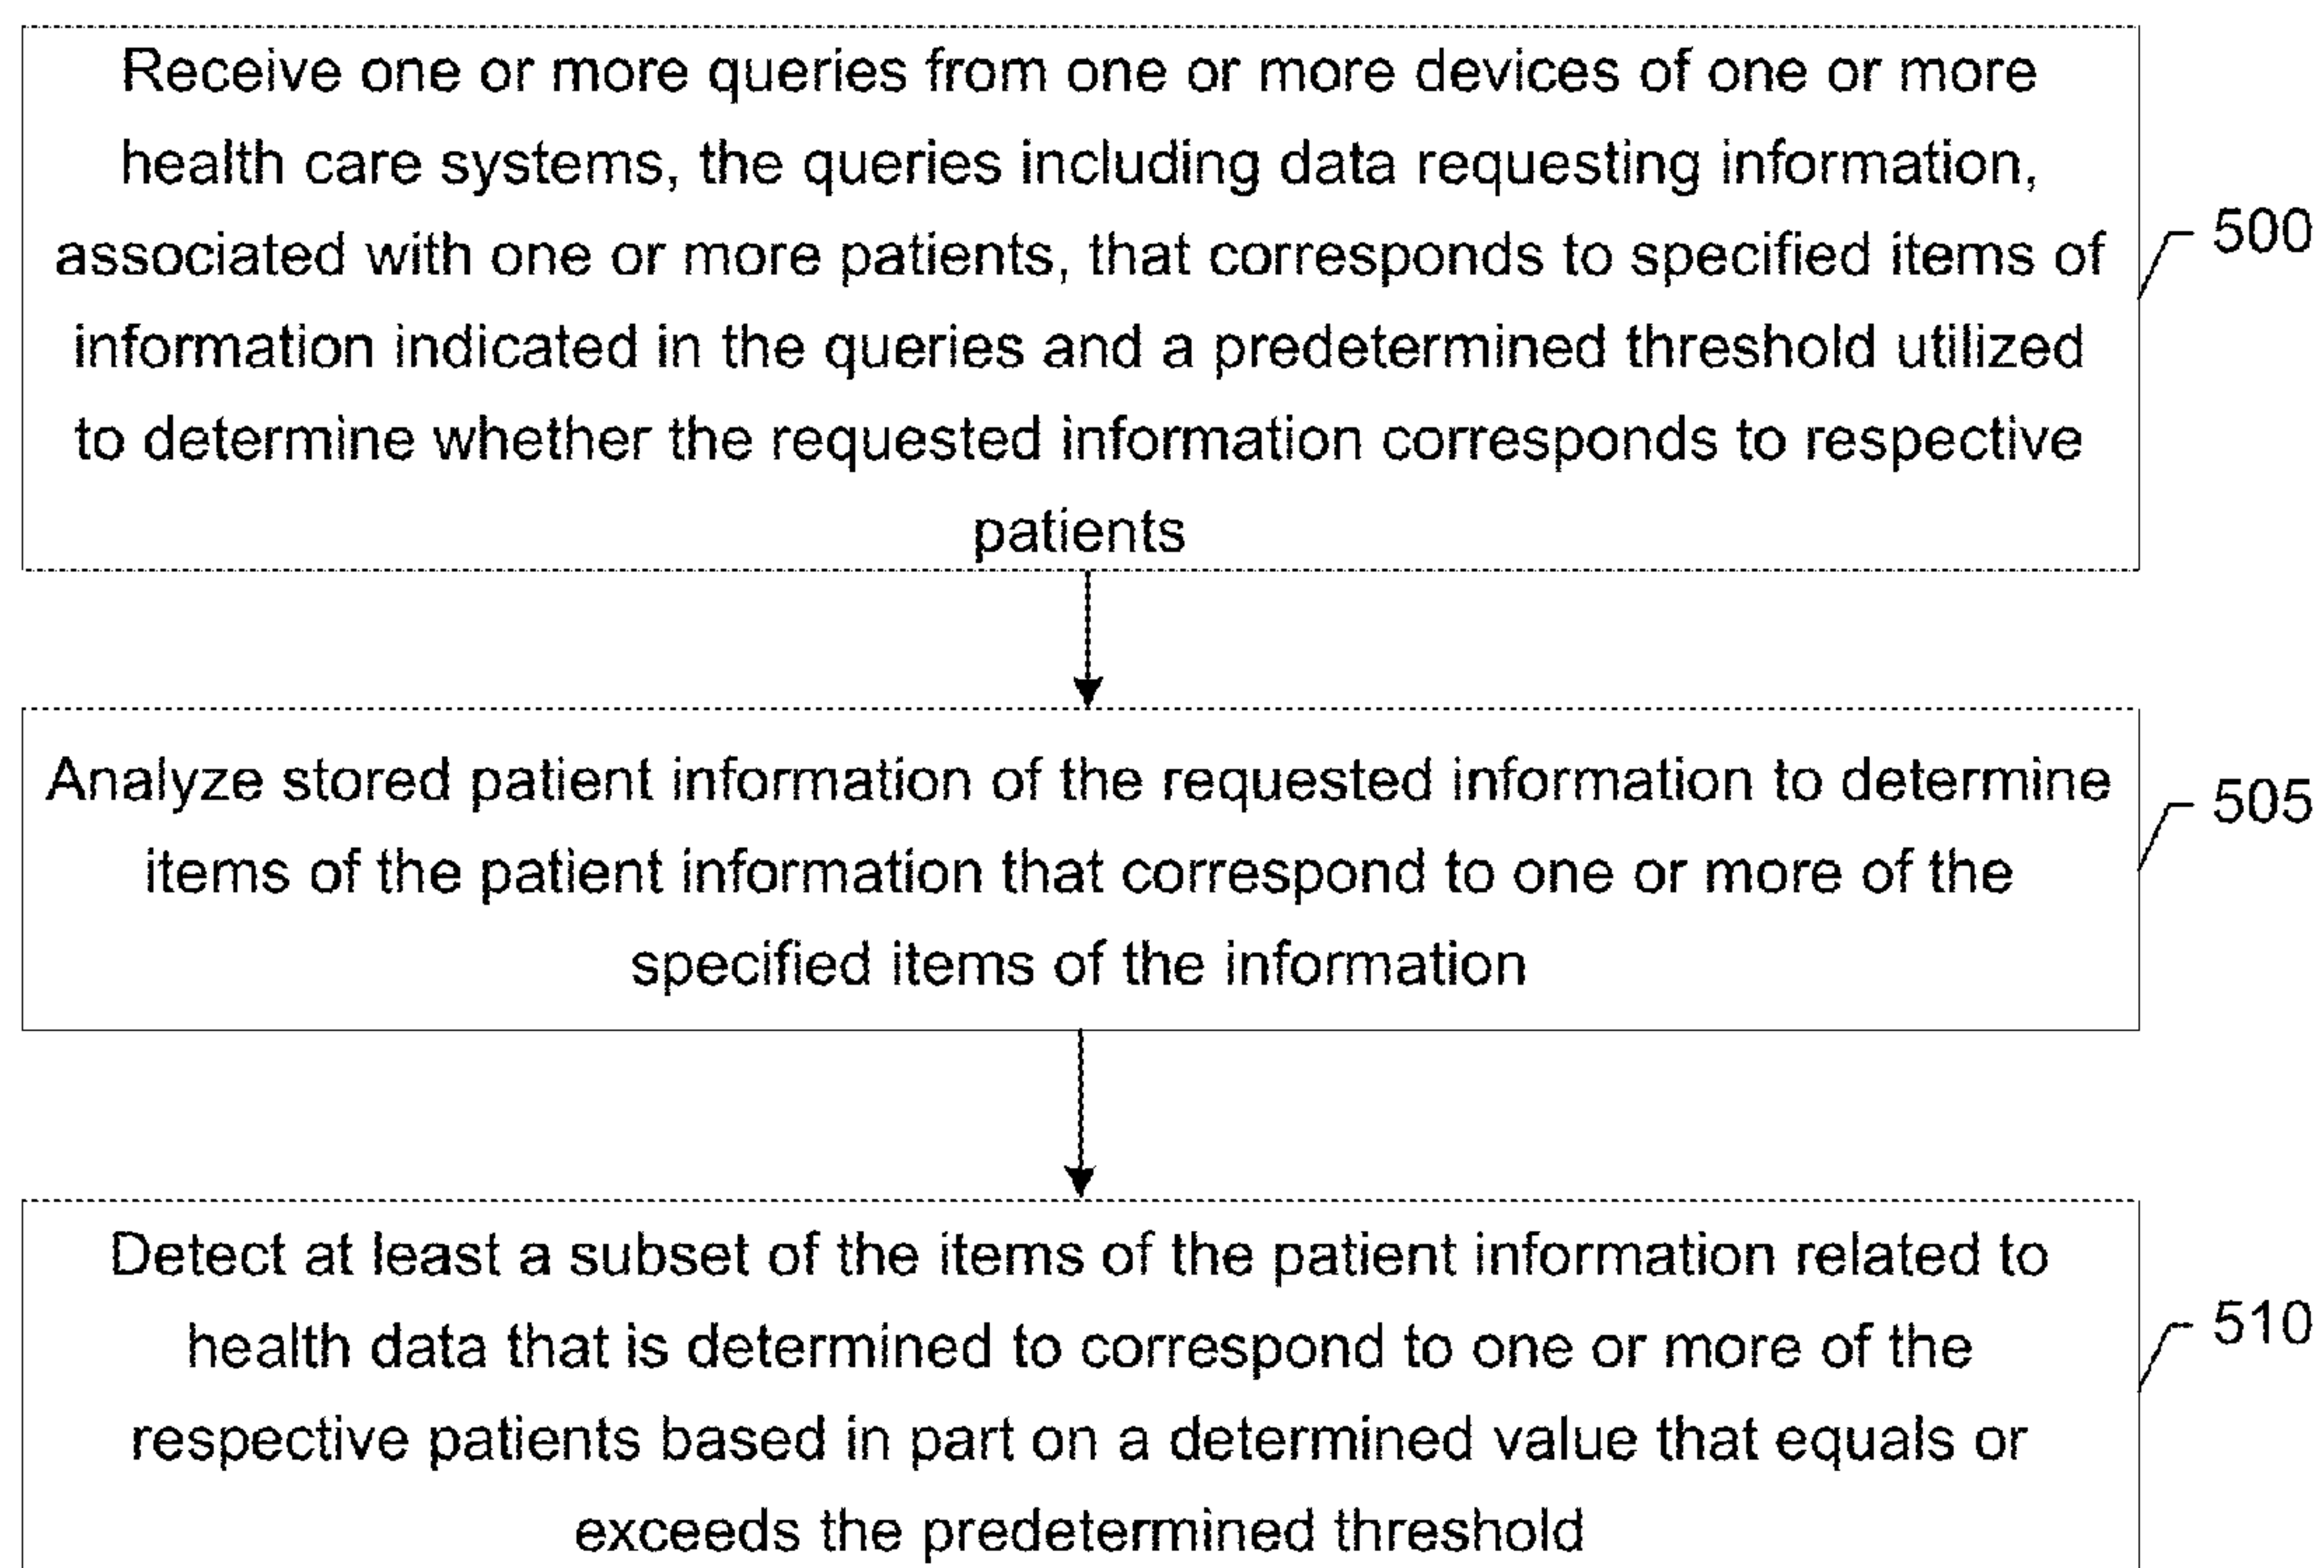 Receive one or more queries from one or more devices of one or more
health care systems, the queries including data requesting information,
associated with one or more patients, that corresponds to specified items of
information indicated in the queries and a predetermined threshold utilized
to determine whether the requested information corresponds to respective
patients
500
Analyze stored patient information of the requested information to determine
items of the patient information that correspond to one or more of the
specified items of the information
505
Detect at least a subset of the items of the patient information related to
health data that is determined to correspond to one or more of the
respective patients based in part on a determined value that equals or
exceeds the predetermined threshold
510